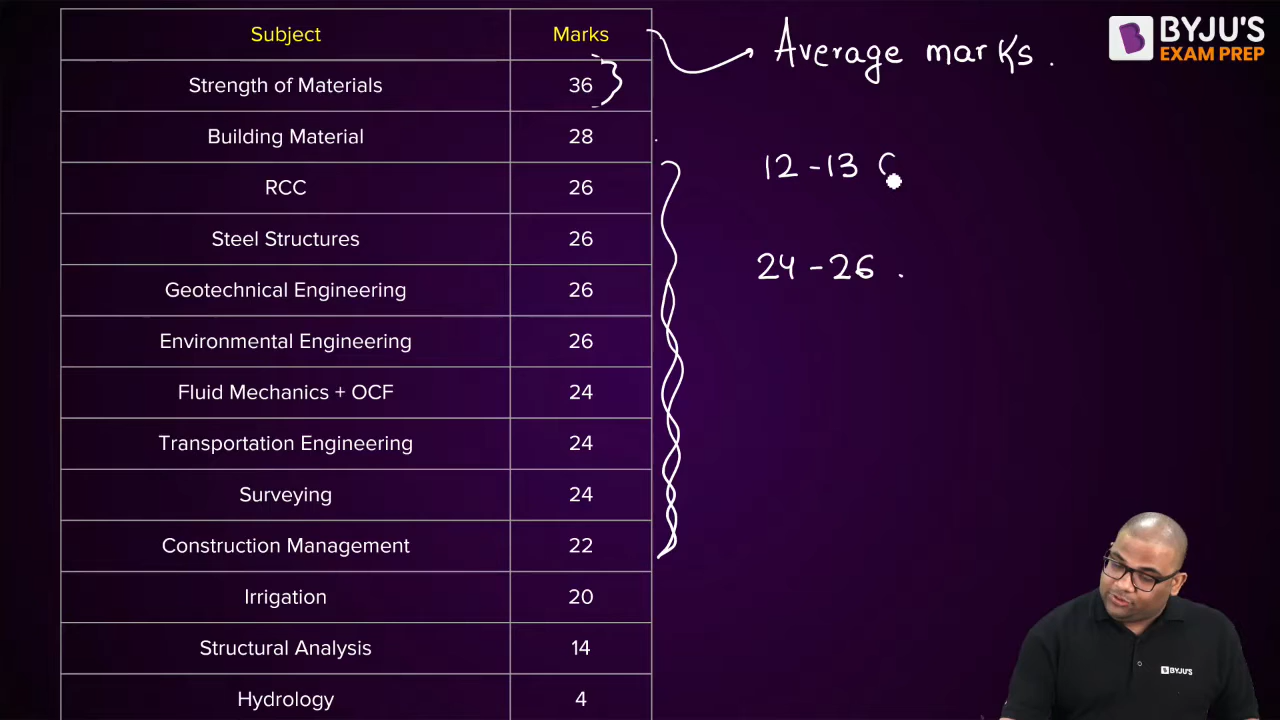 Subject Marks
Strength of Materials 36
Building Material 28
RCC 26
Steel Structures 26
Geotechnical Engineering 26
Environmental Engineering 26
Fluid Mechanics + OCF 24
Transportation Engineering 24
Surveying 24
Construction Management 22
Irrigation 20
Structural Analysis 14
Hydrology 4
Average marks.
12-13
24-26 .
BYJU'S
EXAM PREP
BYJU'S